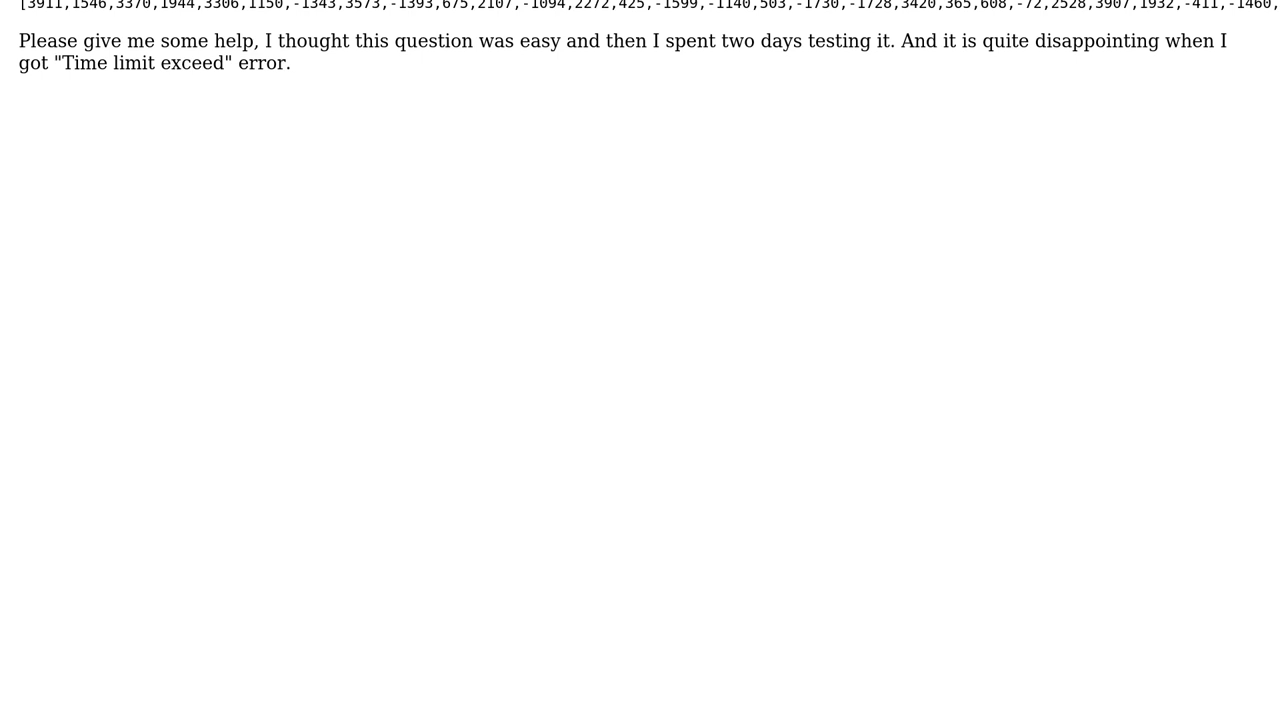 [3911,1546,3370,1944,3306,1150,-1343,3573,-1393,675,2107,-1094,2272,425,-1599,-1140,503,-1730,-1728,3420,365,608,-72,2528,3907,1932,-411,-1460,
Please give me some help, I thought this question was easy and then I spent two days testing it. And it is quite disappointing when I
got "Time limit exceed" error.